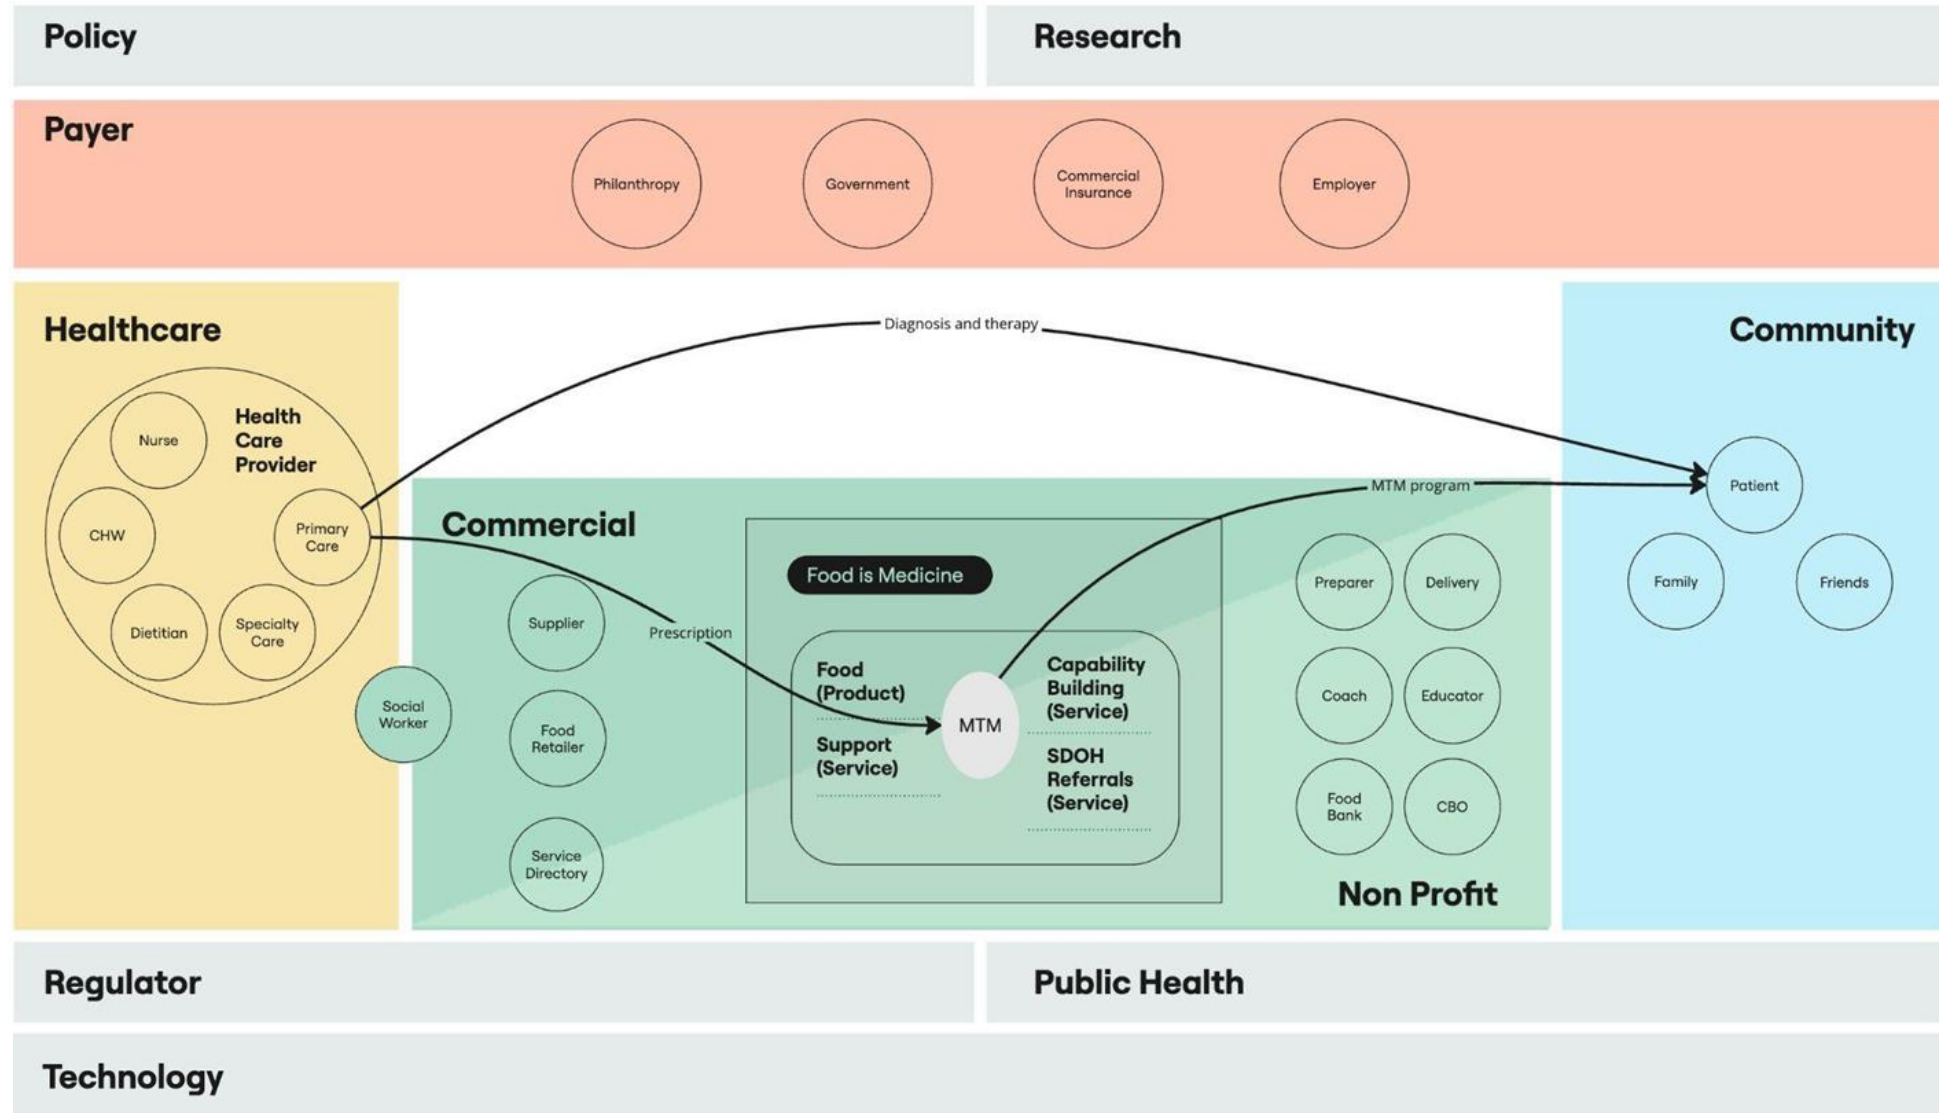 Policy
Research
Payer
Philanthropy
Government
Commercial
Insurance
Employer
Healthcare
Health
Care
Provider
Nurse
CHW
Primary
Care
Dietitian
Specialty
Care
Social
Worker
Diagnosis and therapy
Commercial
Supplier
Food
Retailer
Service
Directory
Prescription
Food is Medicine
Food
(Product)
Support
(Service)
MTM
Capability
Building
(Service)
SDOH
Referrals
(Service)
MTM program
Preparer
Delivery
Coach
Educator
Food
Bank
CBO
Non Profit
Community
Patient
Family
Friends
Regulator
Public Health
Technology